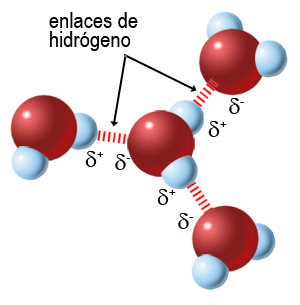 enlaces de
hidrógeno
δ-
δ+
δ+ δ-
δ+
δ-